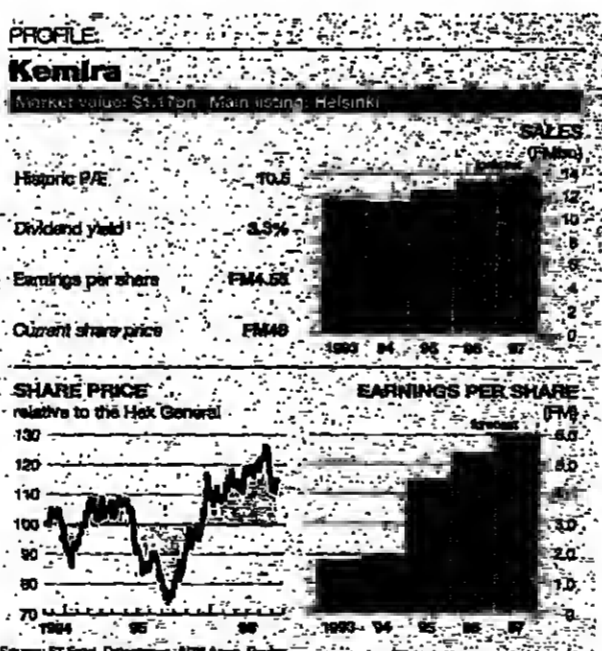 PROFILE
Kemira
Market value: $1.17bn Main listing: Helsinki
Historic P/E 10.5
Dividend yield¹ 3.3%
Earnings per share FM4.56
Current share price FM48
SALES
(FMbn)
forecast
14
12
10
8
6
4
2
0
1993 94 95 96 97
SHARE PRICE
relative to the Hex General
130
120
110
100
90
80
70
1994 95 96
EARNINGS PER SHARE
(FM)
forecast
6.0
5.0
4.0
3.0
2.0
1.0
0
1993 94 95 96 97